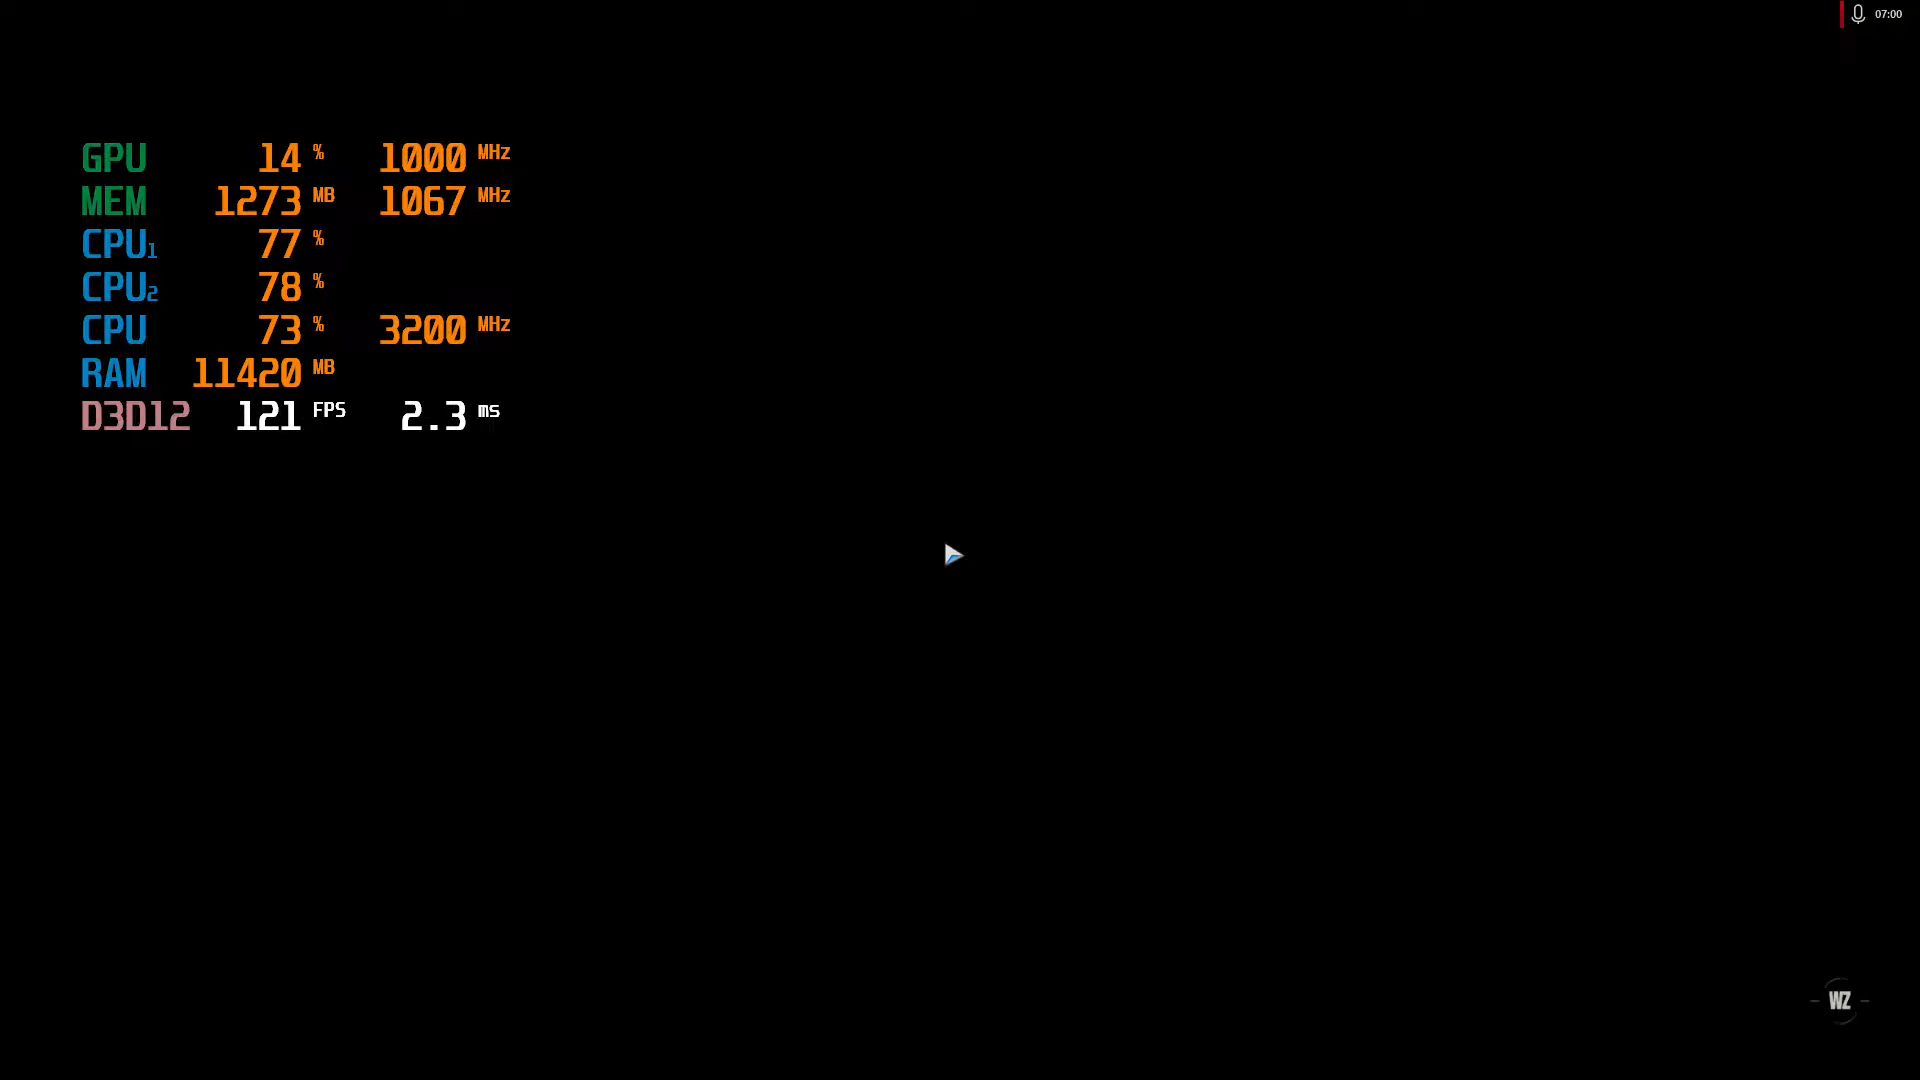 07:00
GPU 14 % 1000 MHz
MEM 1273 MB 1067 MHz
CPU1 77 %
CPU2 78 %
CPU 73 % 3200 MHz
RAM 11420 MB
D3D12 121 FPS 2.3 ms
WZ